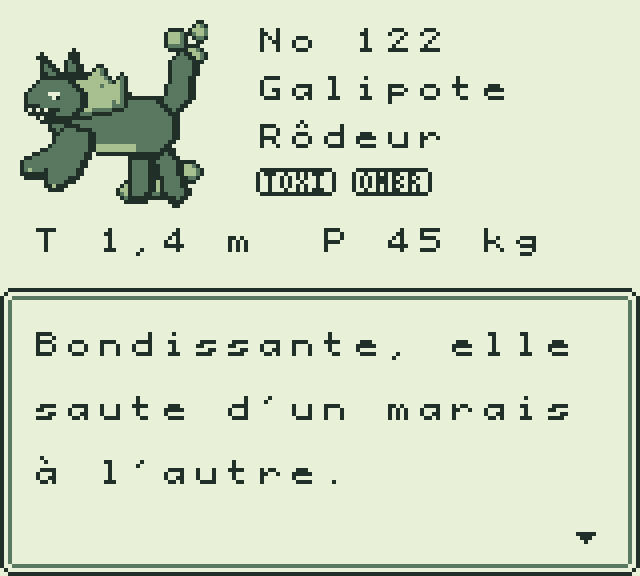 No 122
Galipote
Rôdeur
TOXI OMBR
T 1,4 m P 45 kg
Bondissante, elle
saute d'un marais
à l'autre.